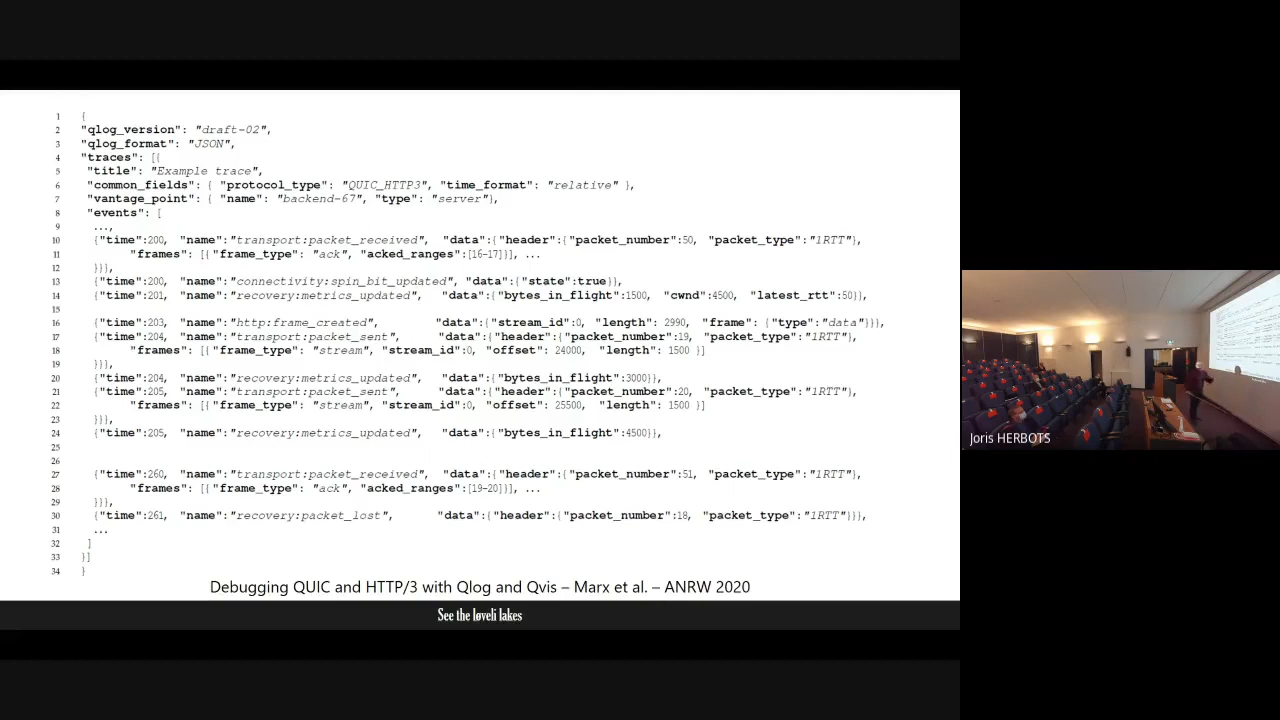 1 {
2 "qlog_version": "draft-02",
3 "qlog_format": "JSON",
4 "traces": [{
5 "title": "Example trace",
6 "common_fields": { "protocol_type": "QUIC_HTTP3", "time_format": "relative" },
7 "vantage_point": { "name": "backend-67", "type": "server"},
8 "events": [
9 ...,
10 {"time":200, "name":"transport:packet_received", "data":{"header":{"packet_number":50, "packet_type":"1RTT"},
11 "frames": [{"frame_type": "ack", "acked_ranges":[16-17]}], ...
12 }}},
13 {"time":200, "name":"connectivity:spin_bit_updated", "data":{"state":true}},
14 {"time":201, "name":"recovery:metrics_updated", "data":{"bytes_in_flight":1500, "cwnd":4500, "latest_rtt":50}},
15
16 {"time":203, "name":"http:frame_created", "data":{"stream_id":0, "length": 2990, "frame": {"type":"data"}}},
17 {"time":204, "name":"transport:packet_sent", "data":{"header":{"packet_number":19, "packet_type":"1RTT"},
18 "frames": [{"frame_type": "stream", "stream_id":0, "offset": 24000, "length": 1500 }]
19 }}},
20 {"time":204, "name":"recovery:metrics_updated", "data":{"bytes_in_flight":3000}},
21 {"time":205, "name":"transport:packet_sent", "data":{"header":{"packet_number":20, "packet_type":"1RTT"},
22 "frames": [{"frame_type": "stream", "stream_id":0, "offset": 25500, "length": 1500 }]
23 }}},
24 {"time":205, "name":"recovery:metrics_updated", "data":{"bytes_in_flight":4500}},
25
26
27 {"time":260, "name":"transport:packet_received", "data":{"header":{"packet_number":51, "packet_type":"1RTT"},
28 "frames": [{"frame_type": "ack", "acked_ranges":[19-20]}], ...
29 }}},
30 {"time":261, "name":"recovery:packet_lost", "data":{"header":{"packet_number":18, "packet_type":"1RTT"}}},
31 ...
32 ]
33 }]
34 }
Debugging QUIC and HTTP/3 with Qlog and Qvis – Marx et al. – ANRW 2020
See the løveli lakes
Joris HERBOTS